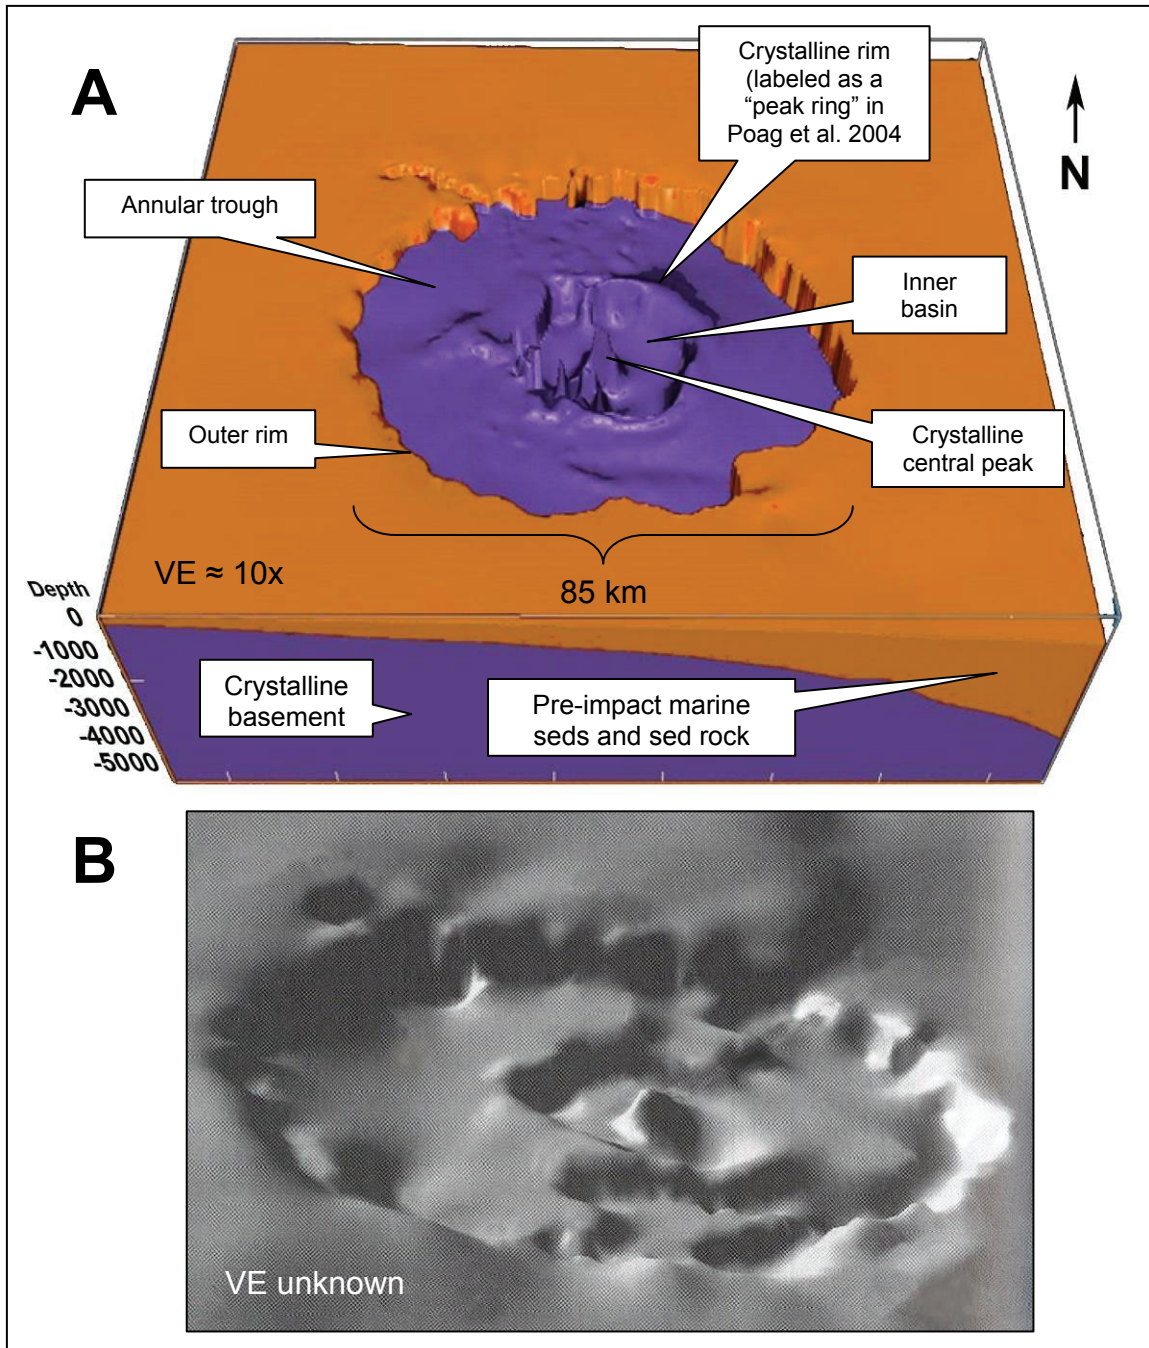 A
Crystalline rim
(labeled as a
“peak ring” in
Poag et al. 2004
N
Annular trough
Inner
basin
Outer rim
Crystalline
central peak
VE ≈ 10x
85 km
Depth
0
-1000
-2000
-3000
-4000
-5000
Crystalline
basement
Pre-impact marine
seds and sed rock
B
VE unknown